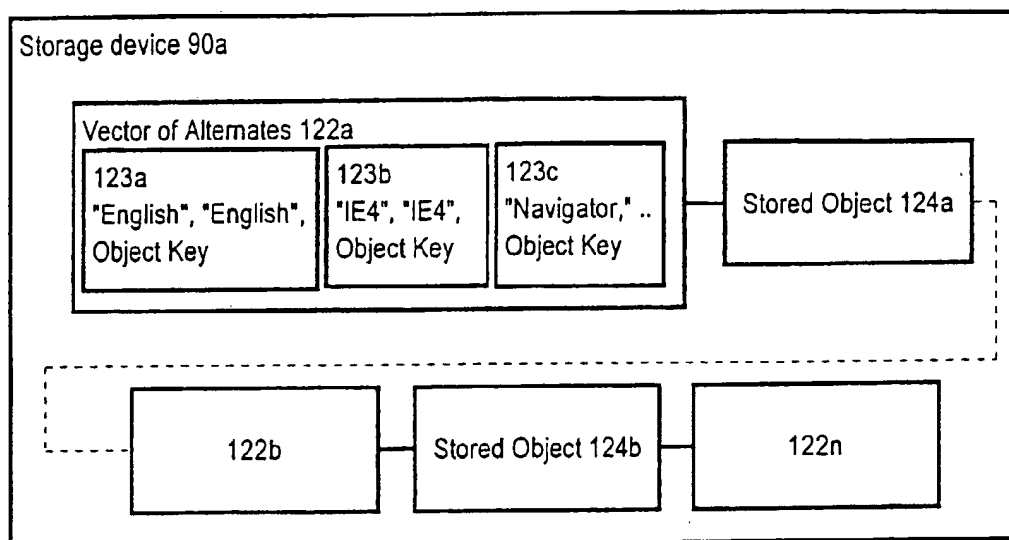 Storage device 90a
Vector of Alternates 122a
123a
"English", "English",
Object Key
123b
"IE4", "IE4",
Object Key
123c
"Navigator," ..
Object Key
Stored Object 124a
122b
Stored Object 124b
122n